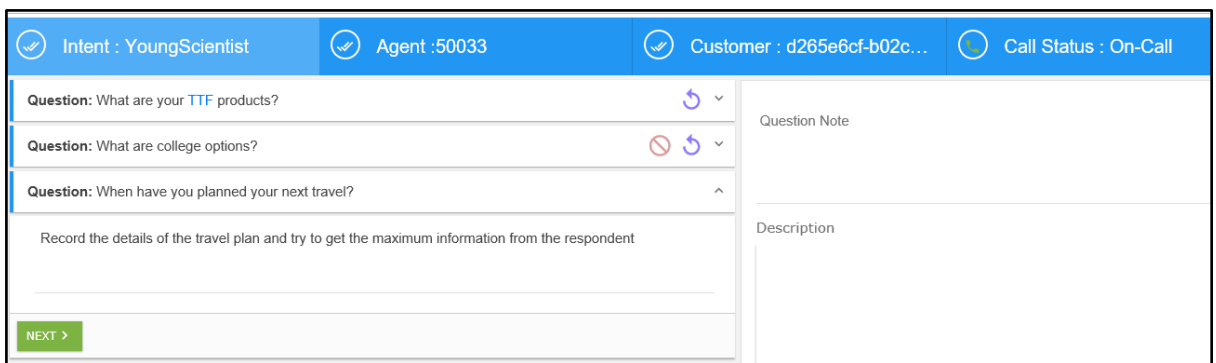 Intent : YoungScientist
Agent :50033
Customer : d265e6cf-b02c...
Call Status : On-Call
Question: What are your TTF products?
Question: What are college options?
Question: When have you planned your next travel?
Record the details of the travel plan and try to get the maximum information from the respondent
NEXT >
Question Note
Description